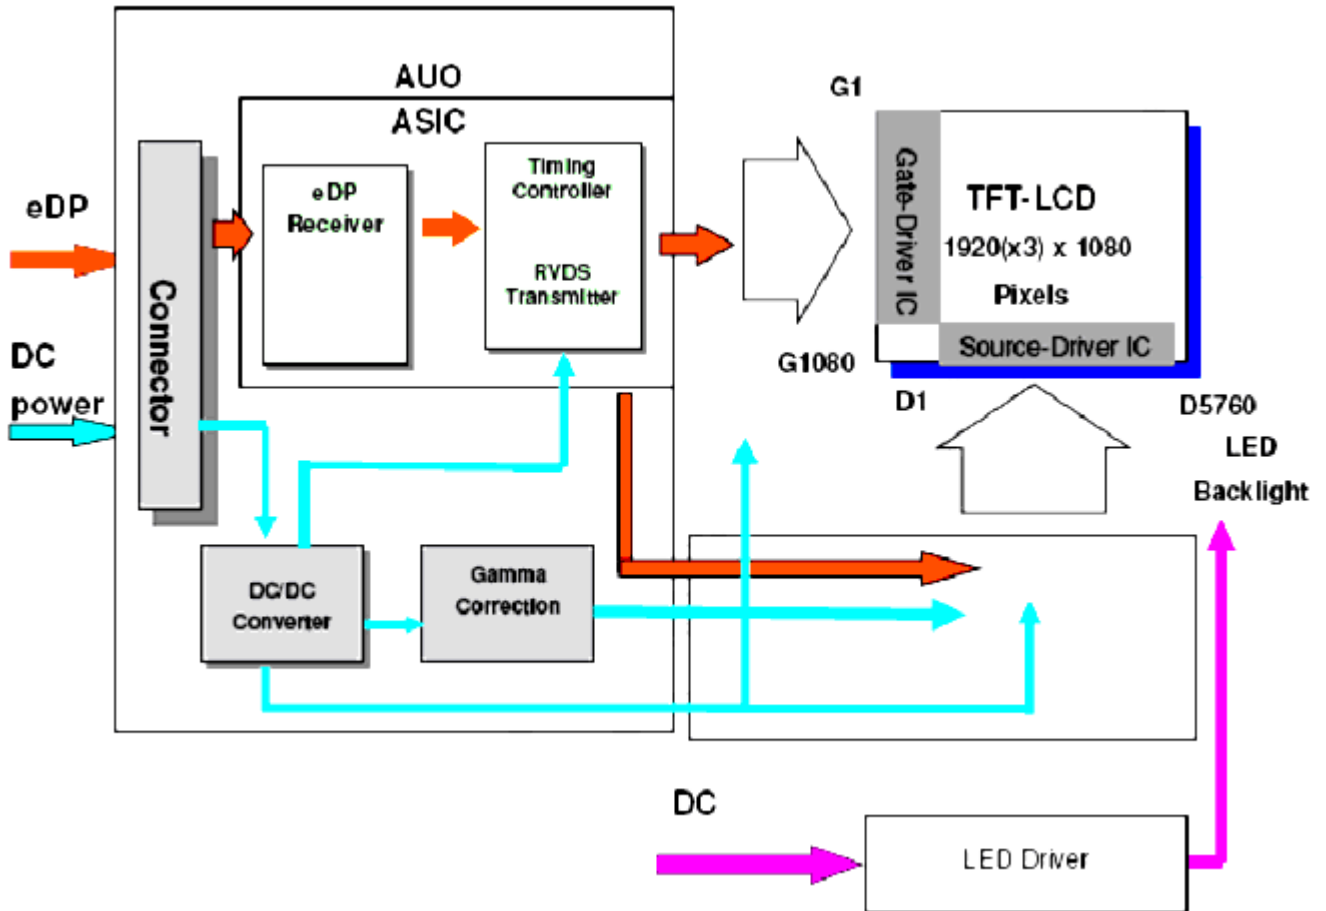 AUO
ASIC
eDP
DC
power
Connector
eDP
Receiver
Timing
Controller
RVDS
Transmitter
DC/DC
Converter
Gamma
Correction
G1
G1080
Gate-Driver IC
TFT-LCD
1920(x3) x 1080
Pixels
Source-Driver IC
D1
D5760
LED
Backlight
DC
LED Driver